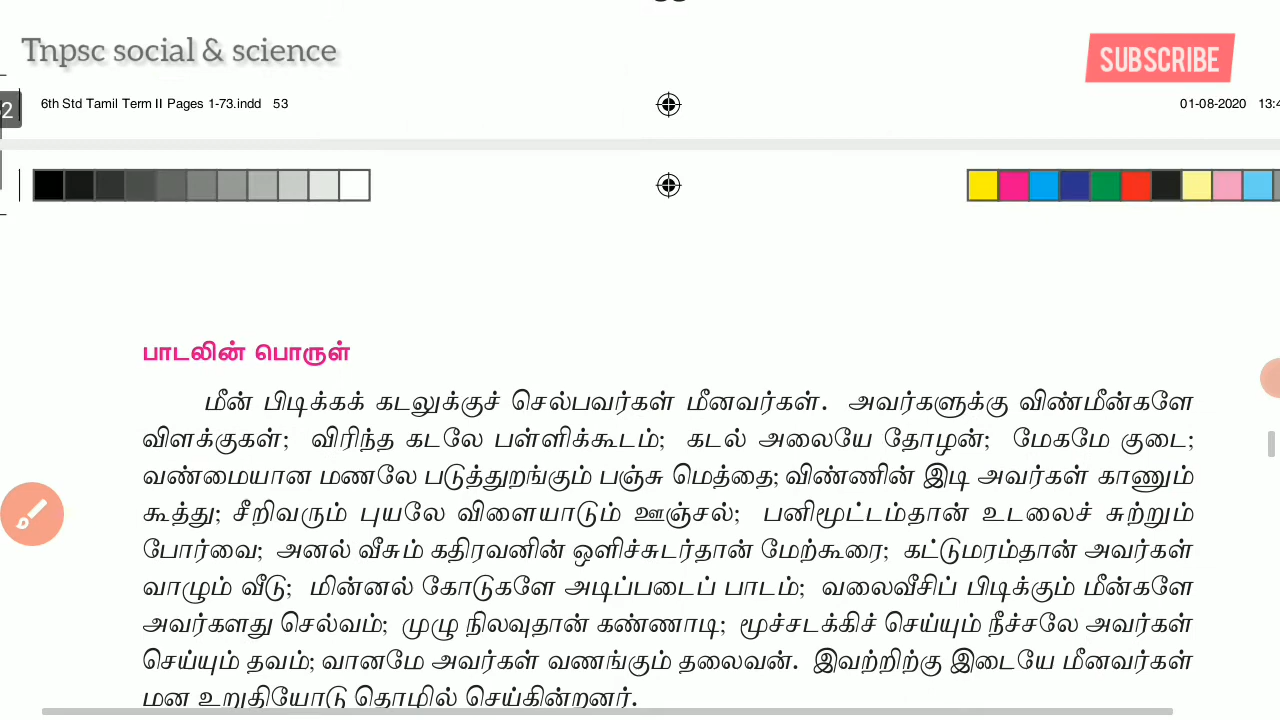 Tnpsc social & science
SUBSCRIBE
6th Std Tamil Term II Pages 1-73.indd 53
01-08-2020 13:4
பாடலின் பொருள்
மீன் பிடிக்கக் கடலுக்குச் செல்பவர்கள் மீனவர்கள். அவர்களுக்கு விண்மீன்களே
விளக்குகள்; விரிந்த கடலே பள்ளிக்கூடம்; கடல் அலையே தோழன்; மேகமே குடை;
வண்மையான மணலே படுத்துறங்கும் பஞ்சு மெத்தை; விண்ணின் இடி அவர்கள் காணும்
கூத்து; சீறிவரும் புயலே விளையாடும் ஊஞ்சல்; பனிமூட்டம்தான் உடலைச் சுற்றும்
போர்வை; அனல் வீசும் கதிரவனின் ஒளிச்சுடர்தான் மேற்கூரை; கட்டுமரம்தான் அவர்கள்
வாழும் வீடு; மின்னல் கோடுகளே அடிப்படைப் பாடம்; வலைவீசிப் பிடிக்கும் மீன்களே
அவர்களது செல்வம்; முழு நிலவுதான் கண்ணாடி; மூச்சடக்கிச் செய்யும் நீச்சலே அவர்கள்
செய்யும் தவம்; வானமே அவர்கள் வணங்கும் தலைவன். இவற்றிற்கு இடையே மீனவர்கள்
மன உறுதியோடு தொழில் செய்கின்றனர்.